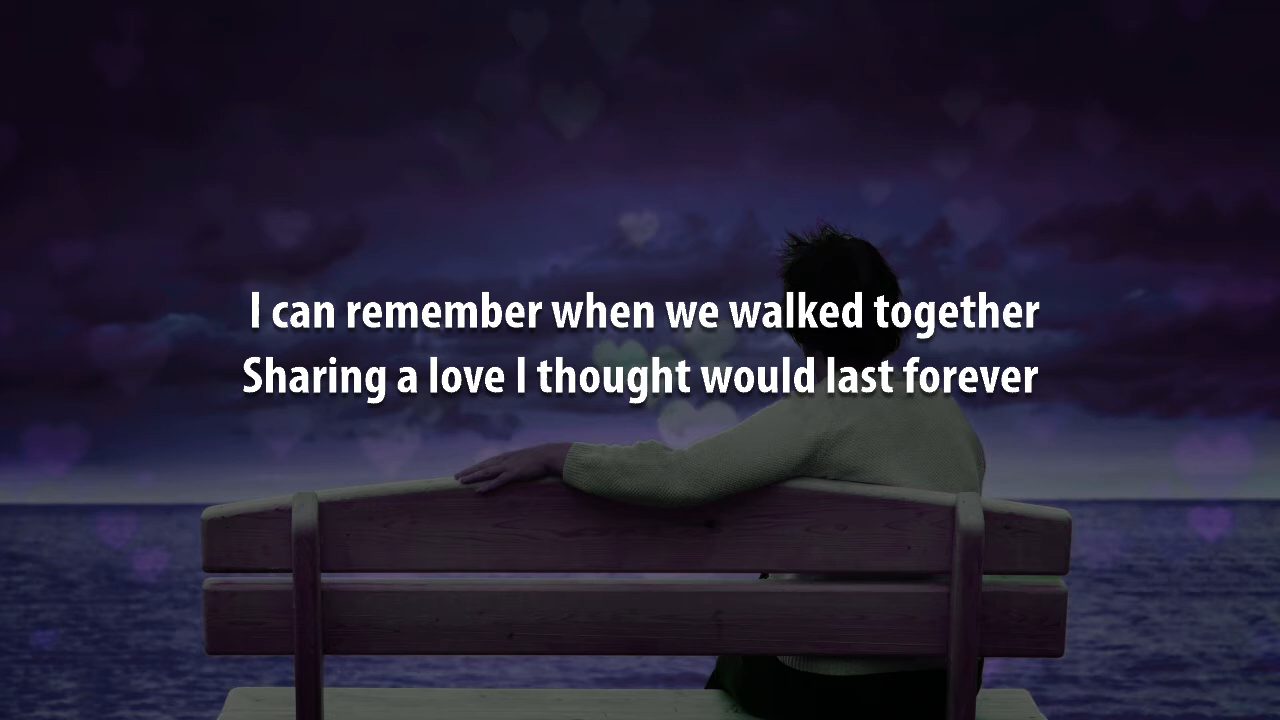 I can remember when we walked together
Sharing a love I thought would last forever